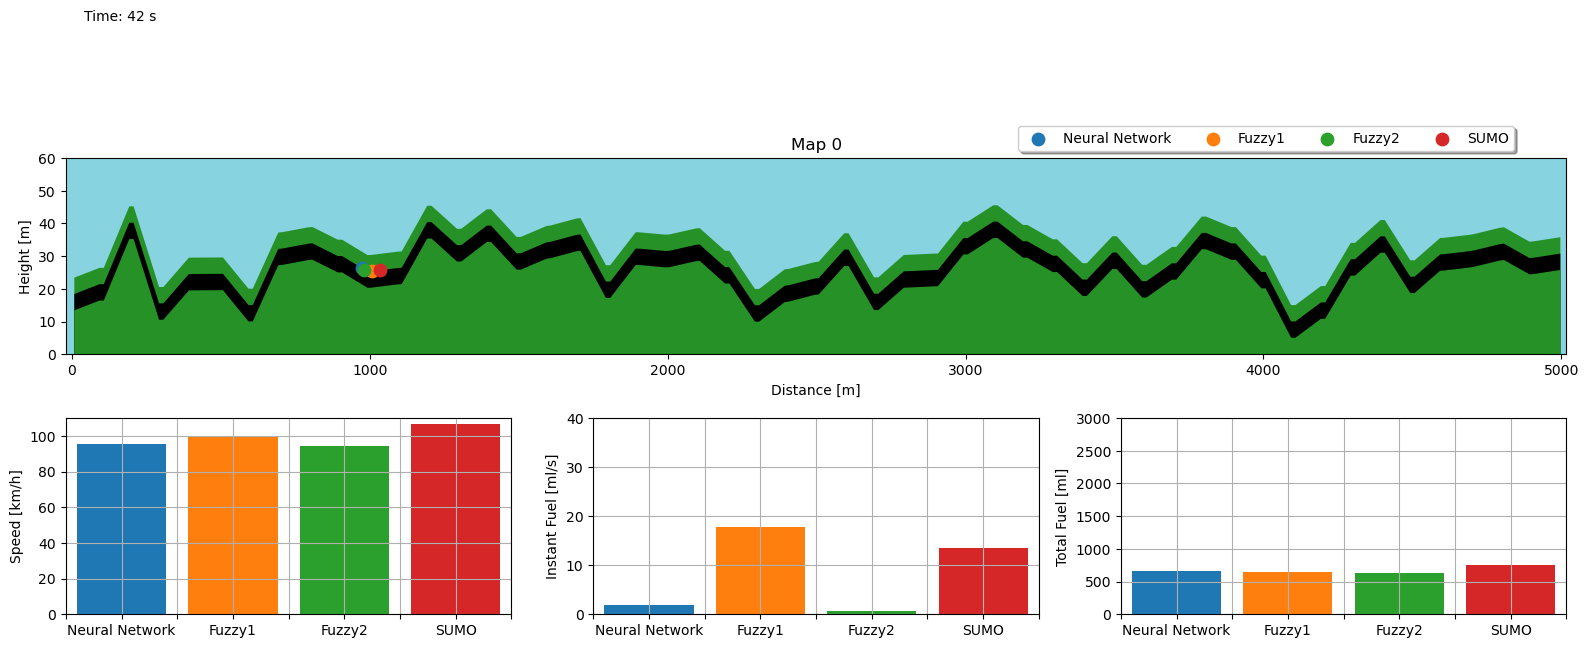 Time: 42 s
Neural Network Fuzzy1 Fuzzy2 SUMO
Map 0
60
50
40
30
20
10
0
Height [m]
0 1000 2000 3000 4000 5000
Distance [m]
100
80
60
40
20
0
Speed [km/h]
Neural Network Fuzzy1 Fuzzy2 SUMO
40
30
20
10
0
Instant Fuel [ml/s]
Neural Network Fuzzy1 Fuzzy2 SUMO
3000
2500
2000
1500
1000
500
0
Total Fuel [ml]
Neural Network Fuzzy1 Fuzzy2 SUMO